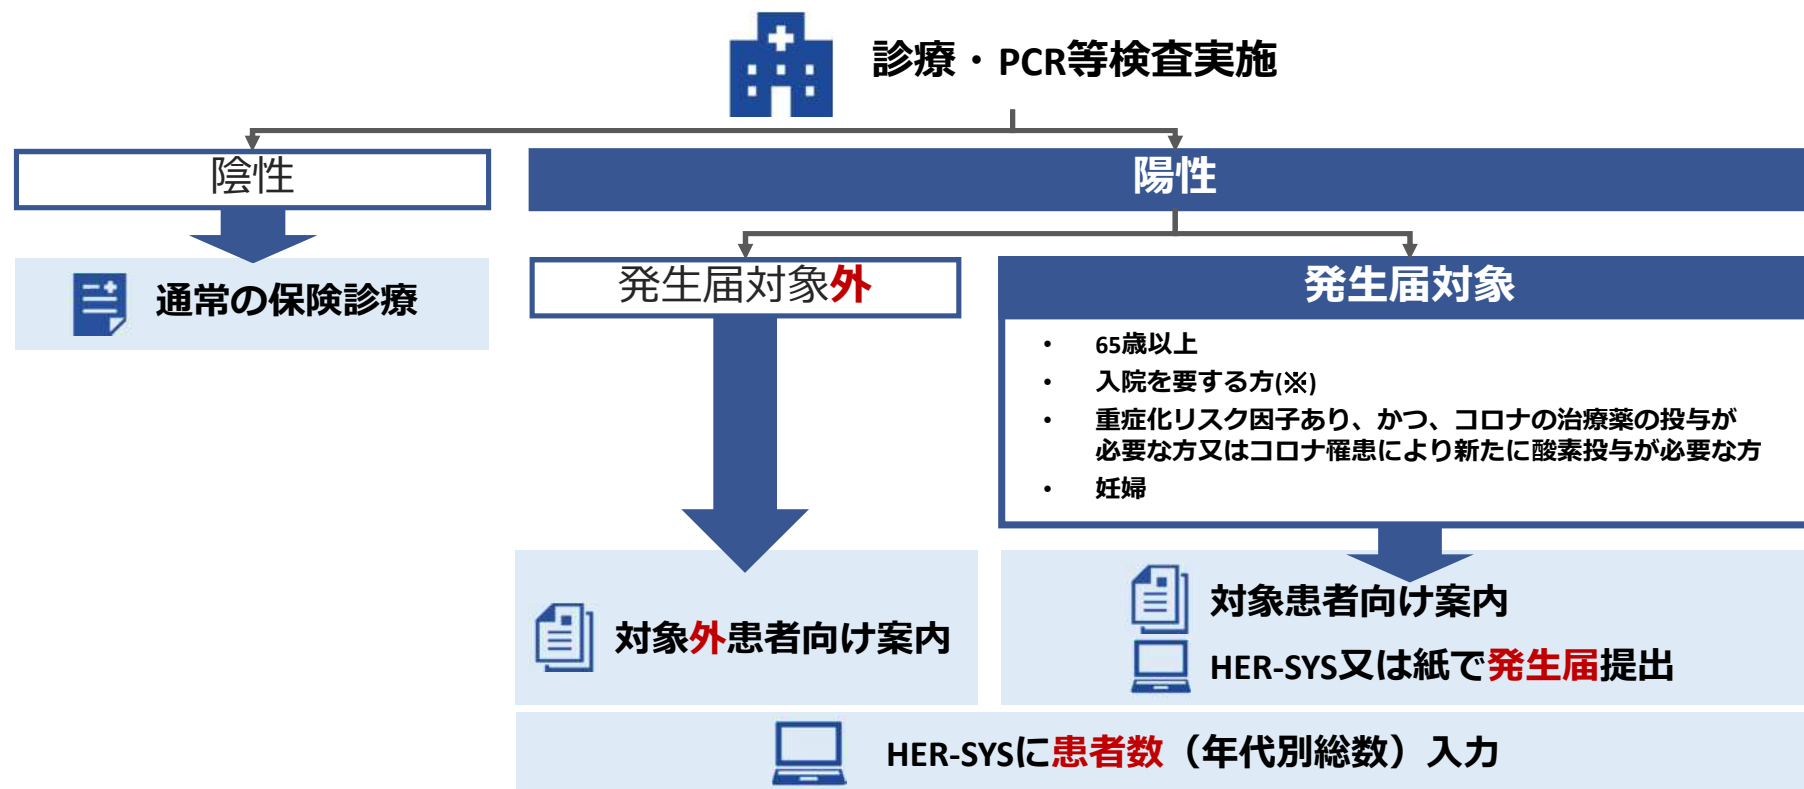 診療・PCR等検査実施
陰性
陽性
通常の保険診療
発生届対象外
発生届対象
• 65歳以上
• 入院を要する方(※)
• 重症化リスク因子あり、かつ、コロナの治療薬の投与が
必要な方又はコロナ罹患により新たに酸素投与が必要な方
• 妊婦
対象外患者向け案内
対象患者向け案内
HER-SYS又は紙で発生届提出
HER-SYSに患者数（年代別総数）入力